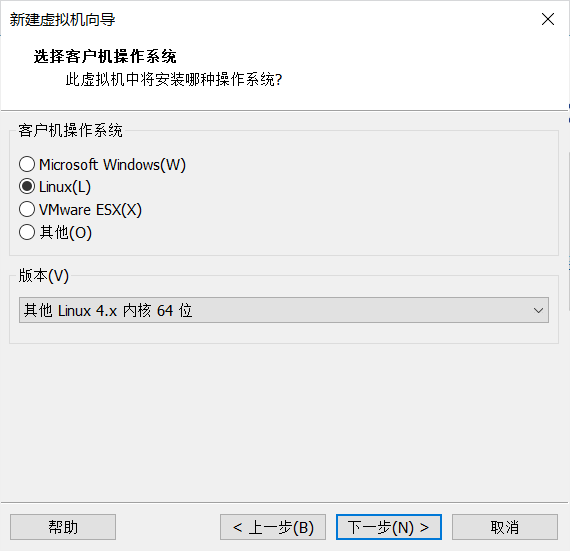 新建虚拟机向导
选择客户机操作系统
此虚拟机中将安装哪种操作系统?
客户机操作系统
Microsoft Windows(W)
Linux(L)
VMware ESX(X)
其他(O)
版本(V)
其他 Linux 4.x 内核 64 位
帮助
< 上一步(B)
下一步(N) >
取消